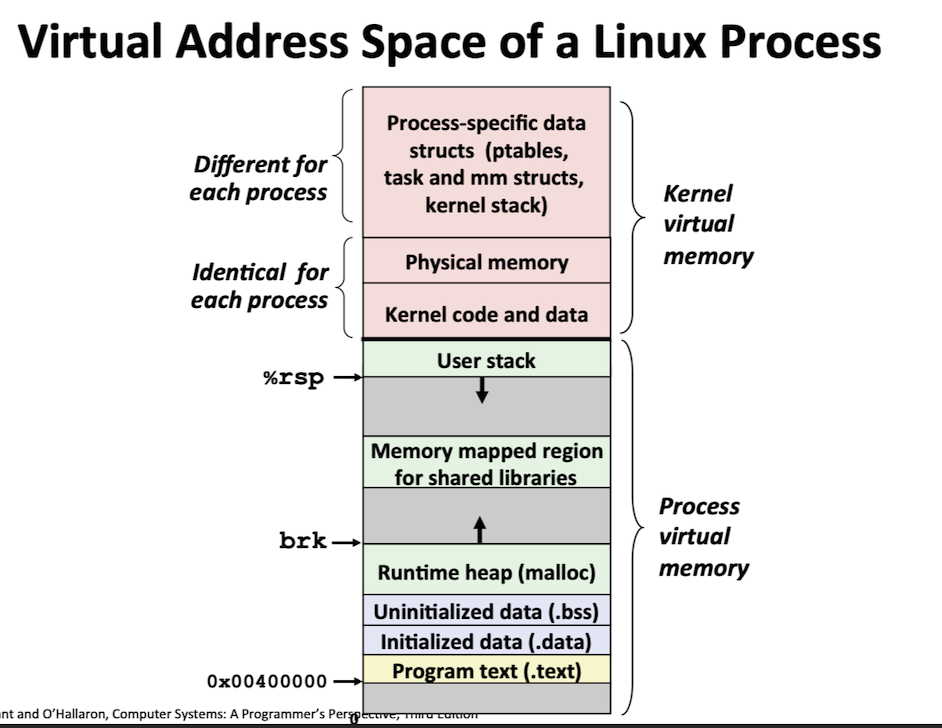 Virtual Address Space of a Linux Process
Different for
each process
Process-specific data
structs (ptables,
task and mm structs,
kernel stack)
Kernel
virtual
memory
Identical for
each process
Physical memory
Kernel code and data
User stack
%rsp
Memory mapped region
for shared libraries
brk
Process
virtual
memory
Runtime heap (malloc)
Uninitialized data (.bss)
Initialized data (.data)
Program text (.text)
0x00400000
0
and O'Hallaron, Computer Systems: A Programmer's Perspective, Third Edition